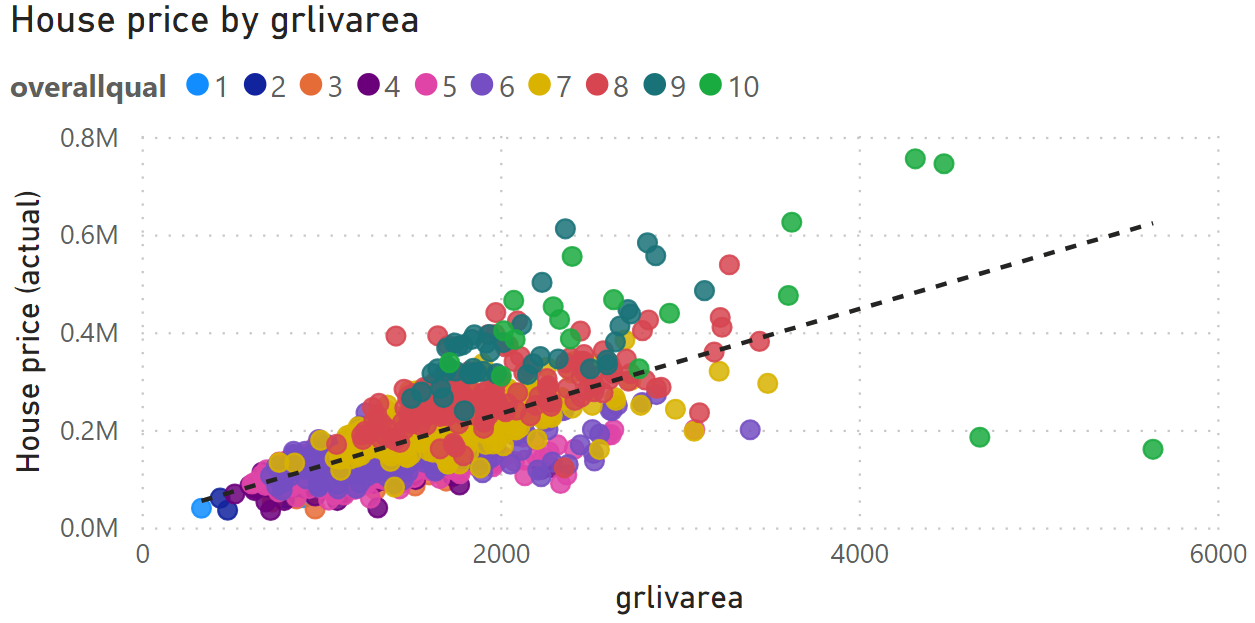 House price by grlivarea
overallqual 1 2 3 4 5 6 7 8 9 10
0.8M
0.6M
0.4M
0.2M
0.0M
House price (actual)
0 2000 4000 6000
grlivarea